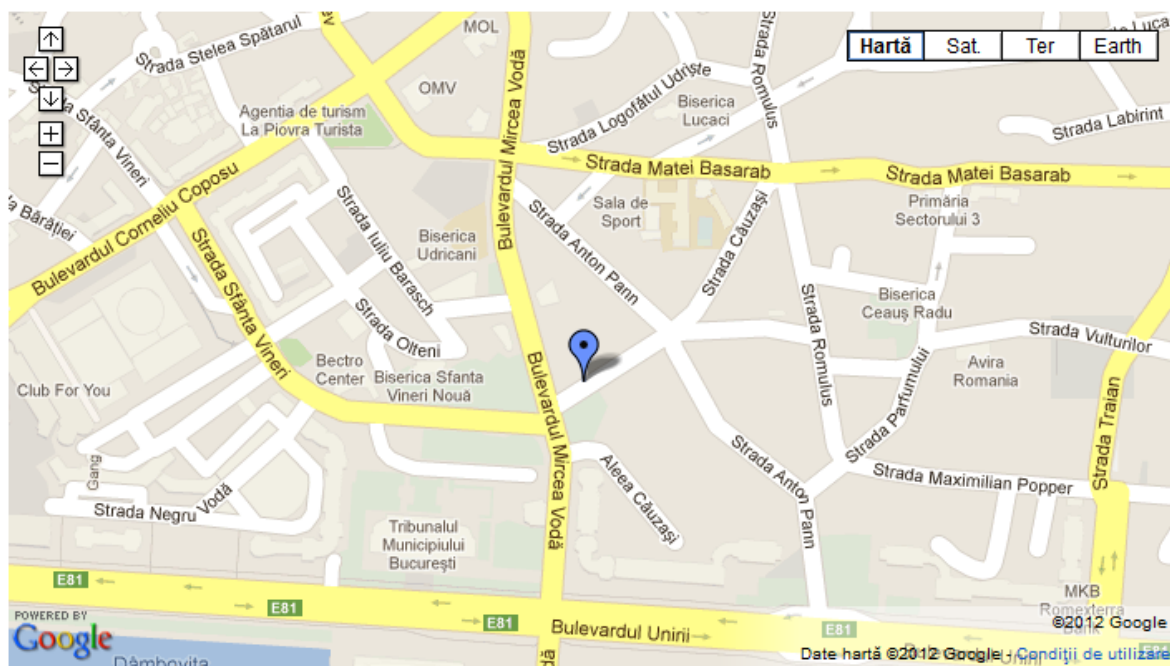 MOL
Hartă
Sat.
Ter
Earth
Strada Stelea Spătarul
Strada Sfânta Vineri
OMV
Bulevardul Mircea Vodă
Strada Logofătul Udriște
Strada Romulus
Biserica
Lucaci
Strada Labirint
Agentia de turism
La Piovra Turista
Strada Matei Basarab
Strada Matei Basarab
Bărăției
Bulevardul Corneliu Coposu
Strada Iuliu Barasch
Biserica
Udricani
Strada Anton Pann
Sala de
Sport
Strada Căuzași
Primăria
Sectorului 3
Strada Sfânta Vineri
Strada Olteni
Strada Romulus
Biserica
Ceauș Radu
Strada Vulturilor
Club For You
Bectro
Center
Biserica Sfanta
Vineri Nouă
Bulevardul Mircea Vodă
Strada Parfumului
Avira
Romania
Strada Traian
Gang
Strada Negru Vodă
Aleea Căuzași
Strada Anton Pann
Strada Maximilian Popper
Tribunalul
Municipiului
București
E81
E81
E81
Bulevardul Unirii
E81
MKB
Romexterra
Bank
POWERED BY
Google
Dâmbovița
©2012 Google
Date hartă ©2012 Google - Condiţii de utilizare